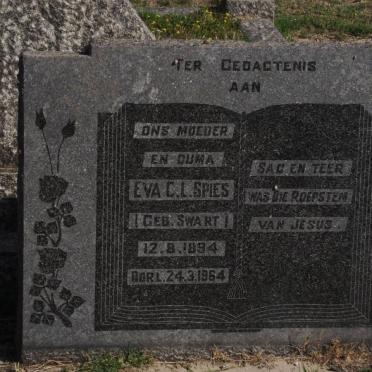 TER GEDAGTENIS
AAN
ONS MOEDER
EN OUMA
EVA C.L. SPIES
(GEB. SWART)
12.8.1894
OORL. 24.3.1964
SAG EN TEER
WAS DIE ROEPSTEM
VAN JESUS.